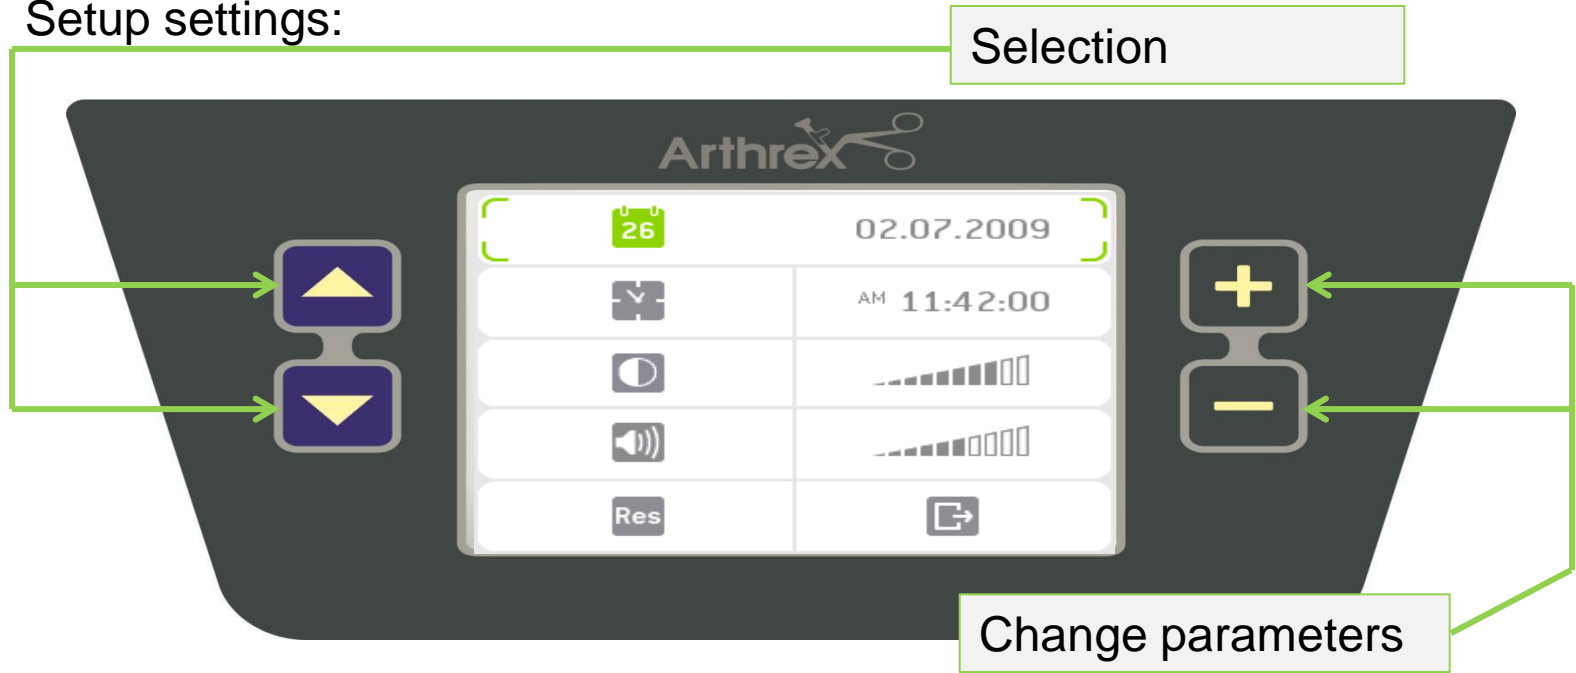 Setup settings:
Selection
Arthrex
26
02.07.2009
AM 11:42:00
Res
Change parameters